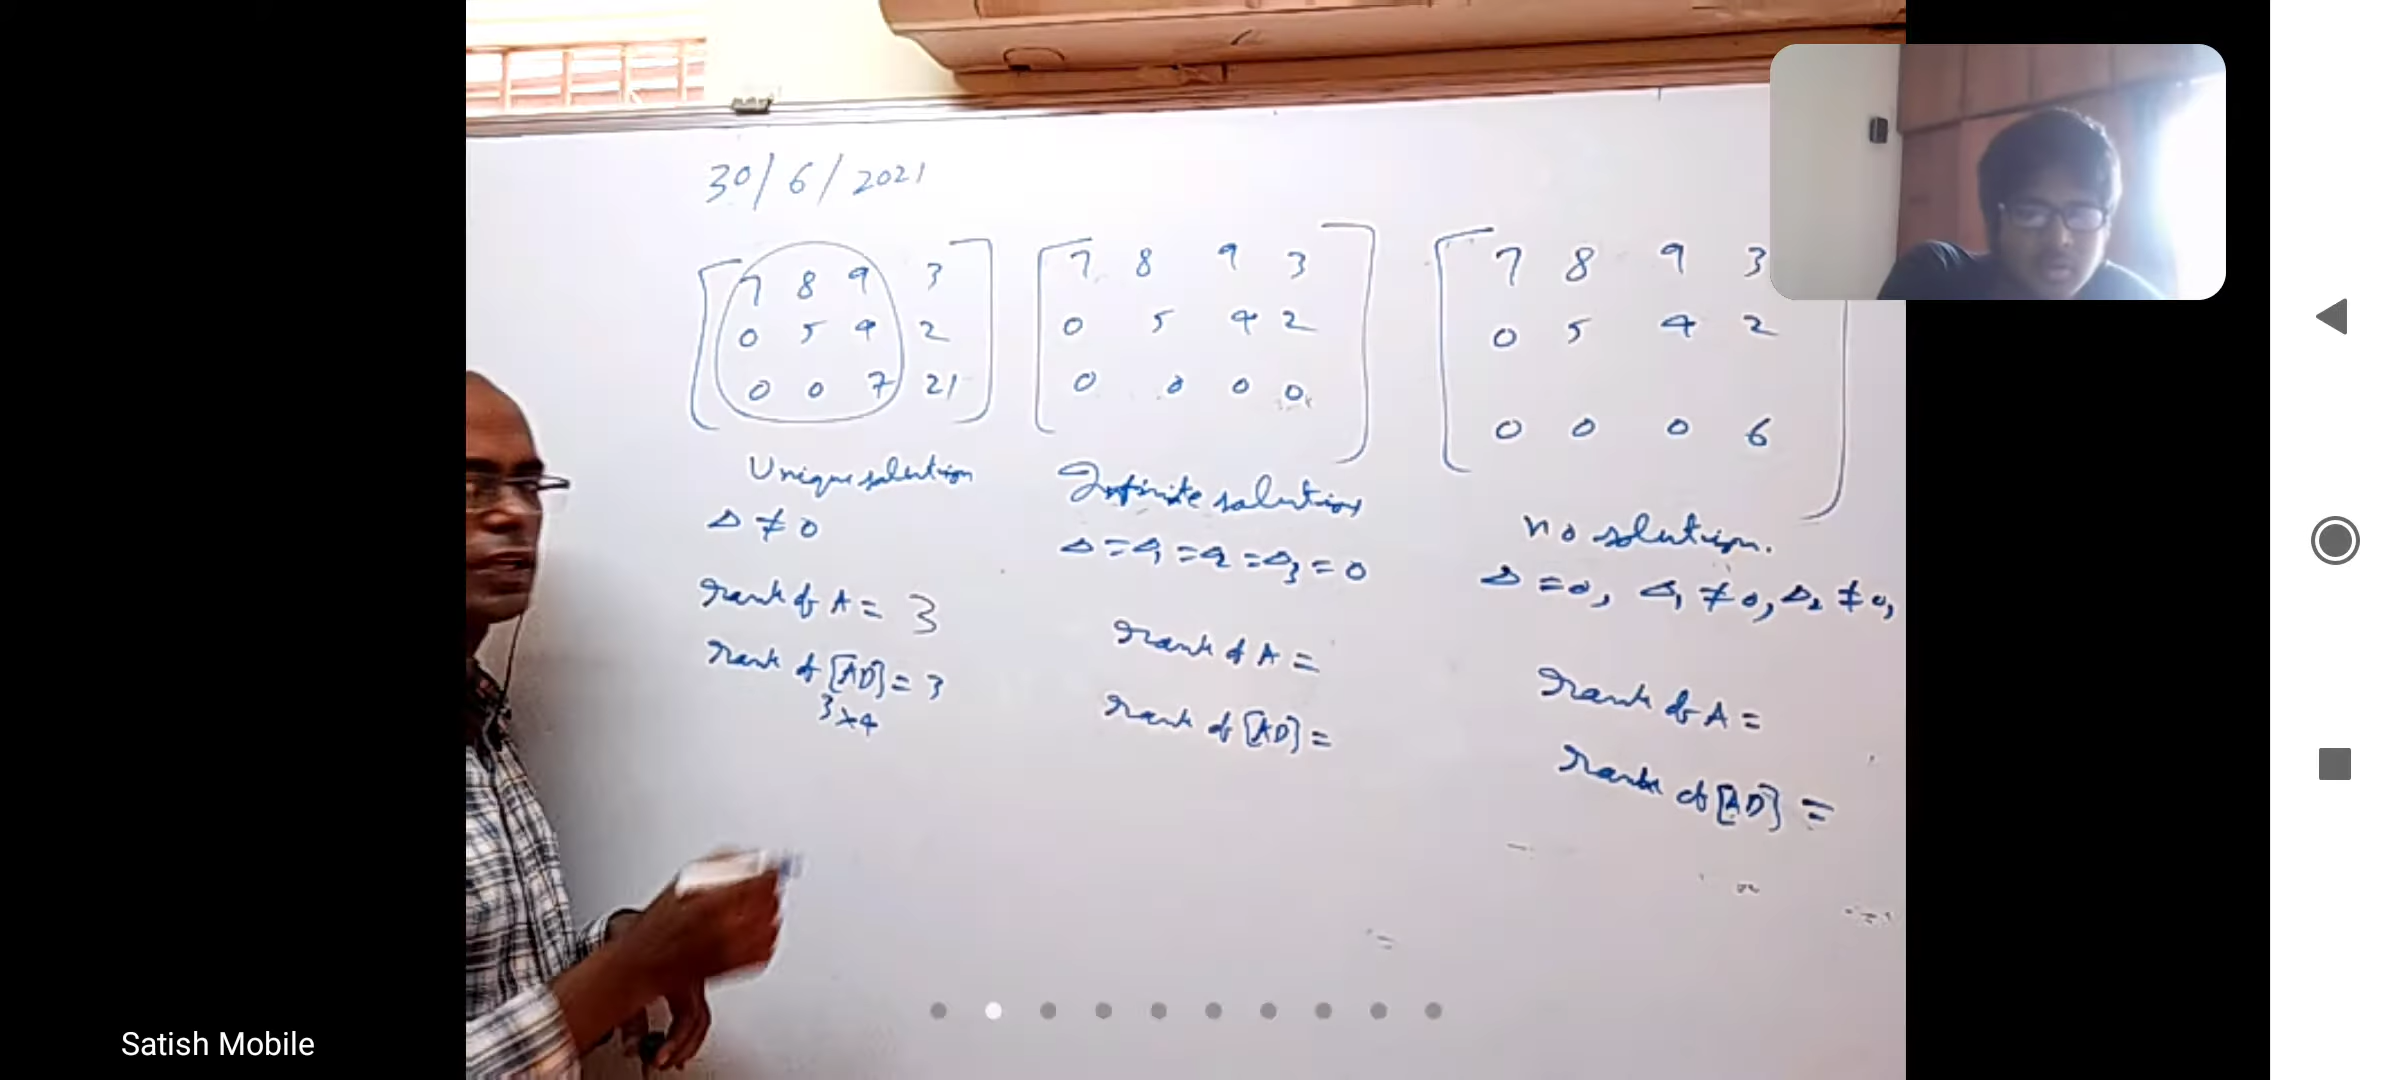 30/6/2021
7 8 9 3
0 5 4 2
0 0 7 21
Unique solution
Δ ≠ 0
rank of A = 3
rank of [AD] = 3
3×4
7 8 9 3
0 5 4 2
0 0 0 0
Infinite solutions
Δ = Δ1 = Δ2 = Δ3 = 0
rank of A =
rank of [AD] =
7 8 9 3
0 5 4 2
0 0 0 6
no solution.
Δ = 0, Δ1 ≠ 0, Δ2 ≠ 0,
rank of A =
rank of [AD] =
Satish Mobile